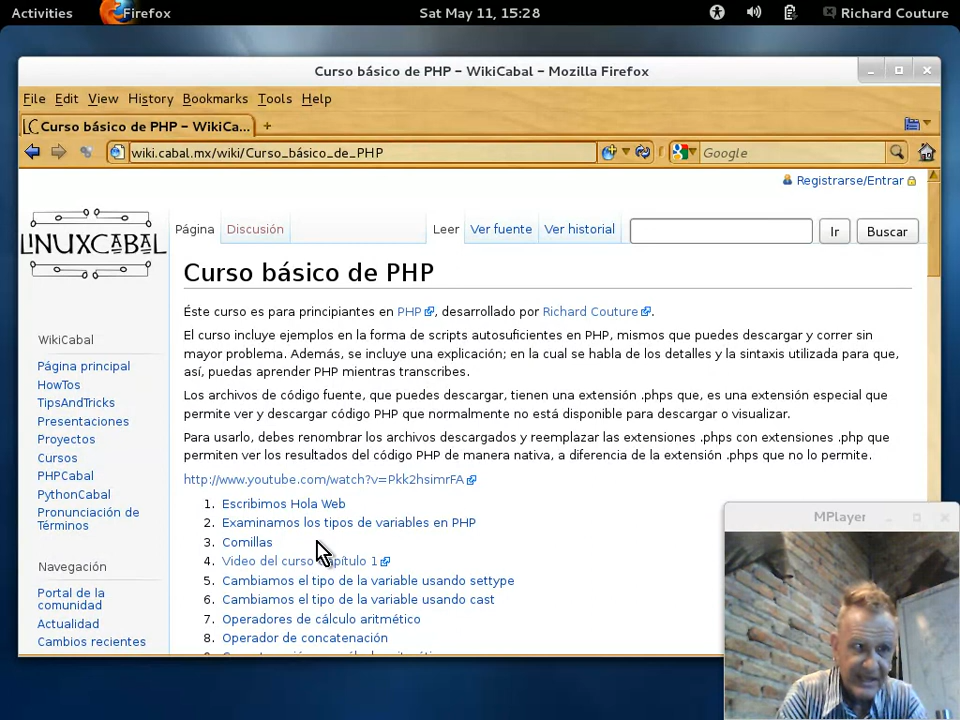 Activities Firefox Sat May 11, 15:28 Richard Couture
Curso básico de PHP – WikiCabal – Mozilla Firefox
File Edit View History Bookmarks Tools Help
Curso básico de PHP – WikiCa... +
wiki.cabal.mx/wiki/Curso_básico_de_PHP Google
Registrarse/Entrar
LINUXCABAL
Página Discusión Leer Ver fuente Ver historial Ir Buscar
Curso básico de PHP
Éste curso es para principiantes en PHP, desarrollado por Richard Couture.
El curso incluye ejemplos en la forma de scripts autosuficientes en PHP, mismos que puedes descargar y correr sin
mayor problema. Además, se incluye una explicación; en la cual se habla de los detalles y la sintaxis utilizada para que,
así, puedas aprender PHP mientras transcribes.
Los archivos de código fuente, que puedes descargar, tienen una extensión .phps que, es una extensión especial que
permite ver y descargar código PHP que normalmente no está disponible para descargar o visualizar.
Para usarlo, debes renombrar los archivos descargados y reemplazar las extensiones .phps con extensiones .php que
permiten ver los resultados del código PHP de manera nativa, a diferencia de la extensión .phps que no lo permite.
http://www.youtube.com/watch?v=Pkk2hsimrFA
1. Escribimos Hola Web
2. Examinamos los tipos de variables en PHP
3. Comillas
4. Video del curso capítulo 1
5. Cambiamos el tipo de la variable usando settype
6. Cambiamos el tipo de la variable usando cast
7. Operadores de cálculo aritmético
8. Operador de concatenación
WikiCabal
Página principal
HowTos
TipsAndTricks
Presentaciones
Proyectos
Cursos
PHPCabal
PythonCabal
Pronunciación de
Términos
Navegación
Portal de la
comunidad
Actualidad
Cambios recientes
MPlayer